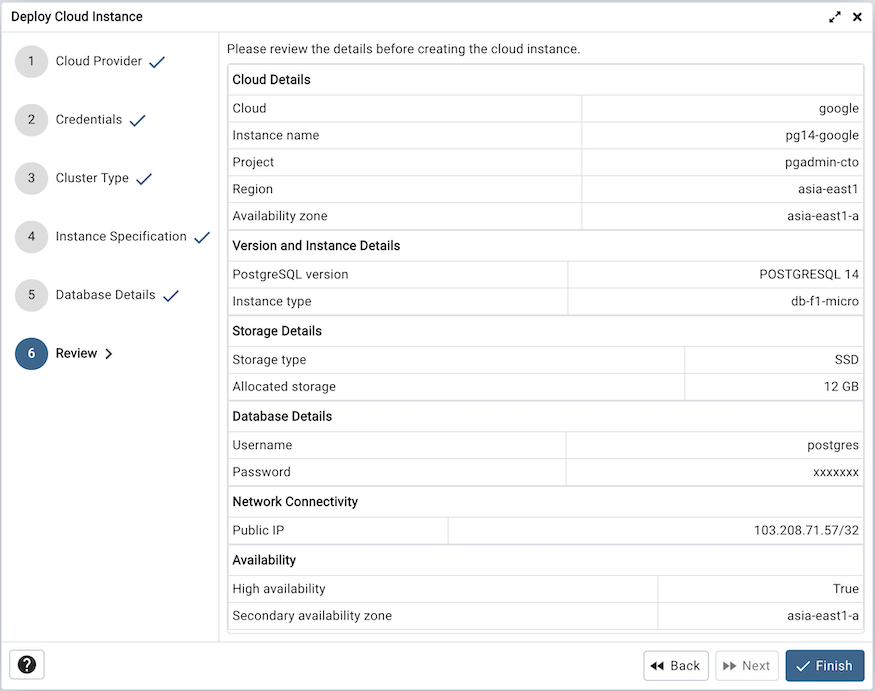 Deploy Cloud Instance
1 Cloud Provider
2 Credentials
3 Cluster Type
4 Instance Specification
5 Database Details
6 Review
Please review the details before creating the cloud instance.
Cloud Details
Cloud google
Instance name pg14-google
Project pgadmin-cto
Region asia-east1
Availability zone asia-east1-a
Version and Instance Details
PostgreSQL version POSTGRESQL 14
Instance type db-f1-micro
Storage Details
Storage type SSD
Allocated storage 12 GB
Database Details
Username postgres
Password xxxxxxx
Network Connectivity
Public IP 103.208.71.57/32
Availability
High availability True
Secondary availability zone asia-east1-a
? Back Next Finish